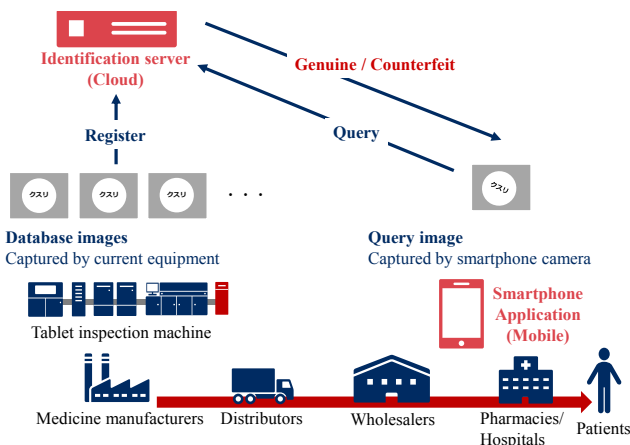 Identification server
(Cloud)
Genuine / Counterfeit
Register
Query
クスリ クスリ クスリ . . . クスリ
Database images
Captured by current equipment
Query image
Captured by smartphone camera
Tablet inspection machine
Smartphone
Application
(Mobile)
Medicine manufacturers
Distributors
Wholesalers
Pharmacies/
Hospitals
Patients